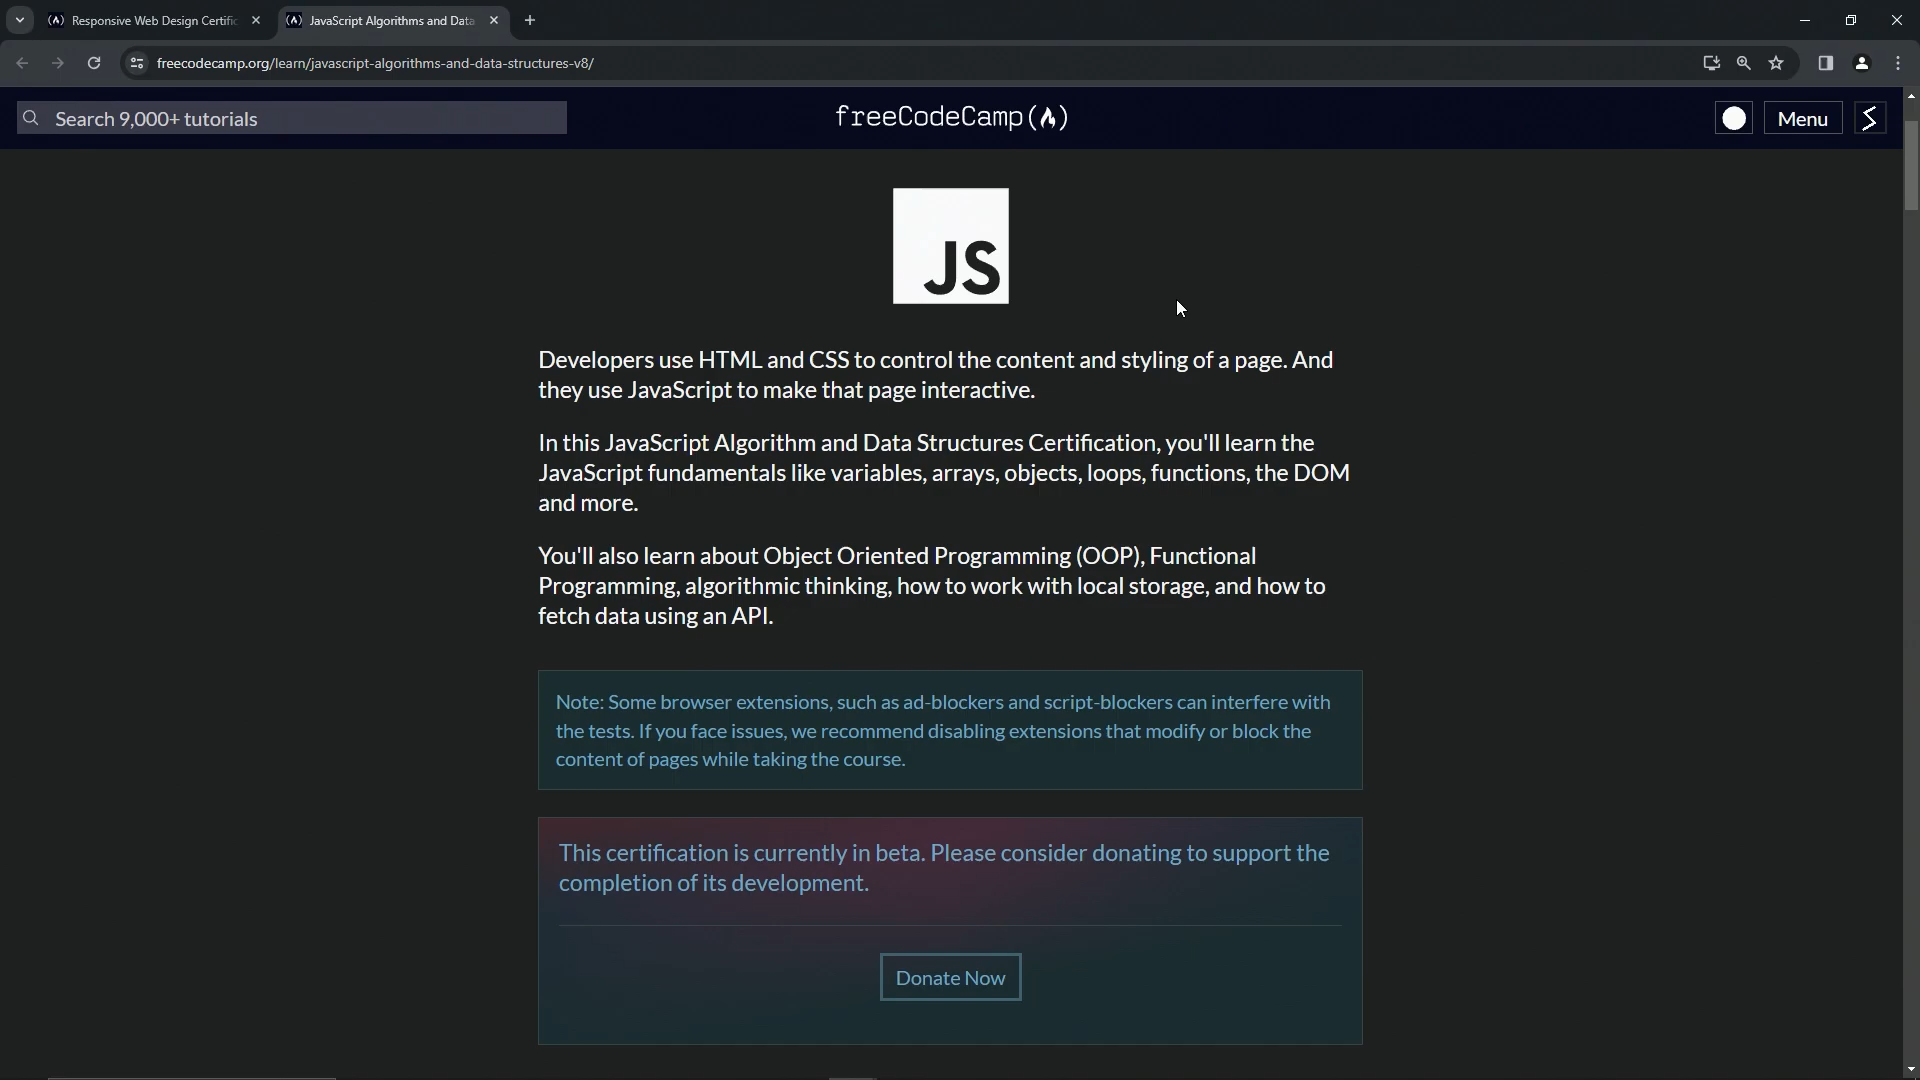 Responsive Web Design Certific
JavaScript Algorithms and Data
freecodecamp.org/learn/javascript-algorithms-and-data-structures-v8/
Search 9,000+ tutorials
freeCodeCamp
Menu
JS
Developers use HTML and CSS to control the content and styling of a page. And
they use JavaScript to make that page interactive.
In this JavaScript Algorithm and Data Structures Certification, you'll learn the
JavaScript fundamentals like variables, arrays, objects, loops, functions, the DOM
and more.
You'll also learn about Object Oriented Programming (OOP), Functional
Programming, algorithmic thinking, how to work with local storage, and how to
fetch data using an API.
Note: Some browser extensions, such as ad-blockers and script-blockers can interfere with
the tests. If you face issues, we recommend disabling extensions that modify or block the
content of pages while taking the course.
This certification is currently in beta. Please consider donating to support the
completion of its development.
Donate Now